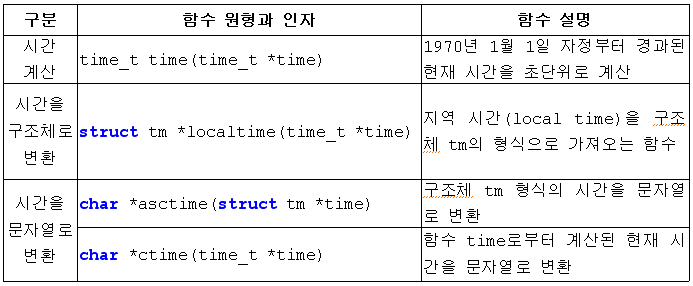 구분 함수 원형과 인자 함수 설명
시간
계산
time_t time(time_t *time)
1970년 1월 1일 자정부터 경과된
현재 시간을 초단위로 계산
시간을
구조체로
변환
struct tm *localtime(time_t *time)
지역 시간(local time)을 구조
체 tm의 형식으로 가져오는 함수
시간을
문자열로
변환
char *asctime(struct tm *time)
구조체 tm 형식의 시간을 문자열
로 변환
char *ctime(time_t *time)
함수 time로부터 계산된 현재 시
간을 문자열로 변환